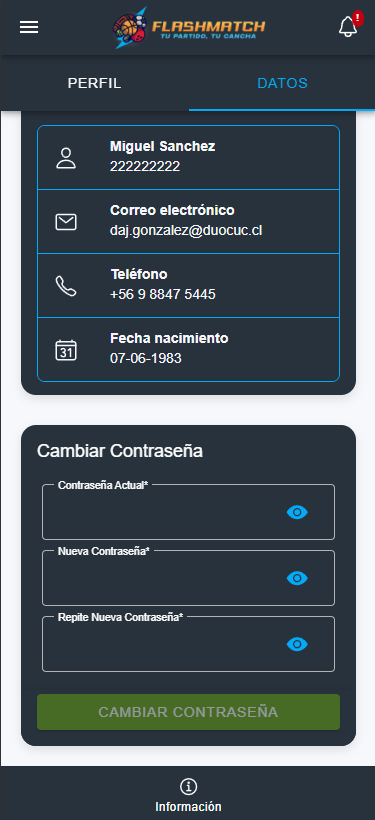 FLASHMATCH
TU PARTIDO, TU CANCHA
!
PERFIL
DATOS
Miguel Sanchez
222222222
Correo electrónico
daj.gonzalez@duocuc.cl
Teléfono
+56 9 8847 5445
31
Fecha nacimiento
07-06-1983
Cambiar Contraseña
Contraseña Actual*
Nueva Contraseña*
Repite Nueva Contraseña*
CAMBIAR CONTRASEÑA
Información